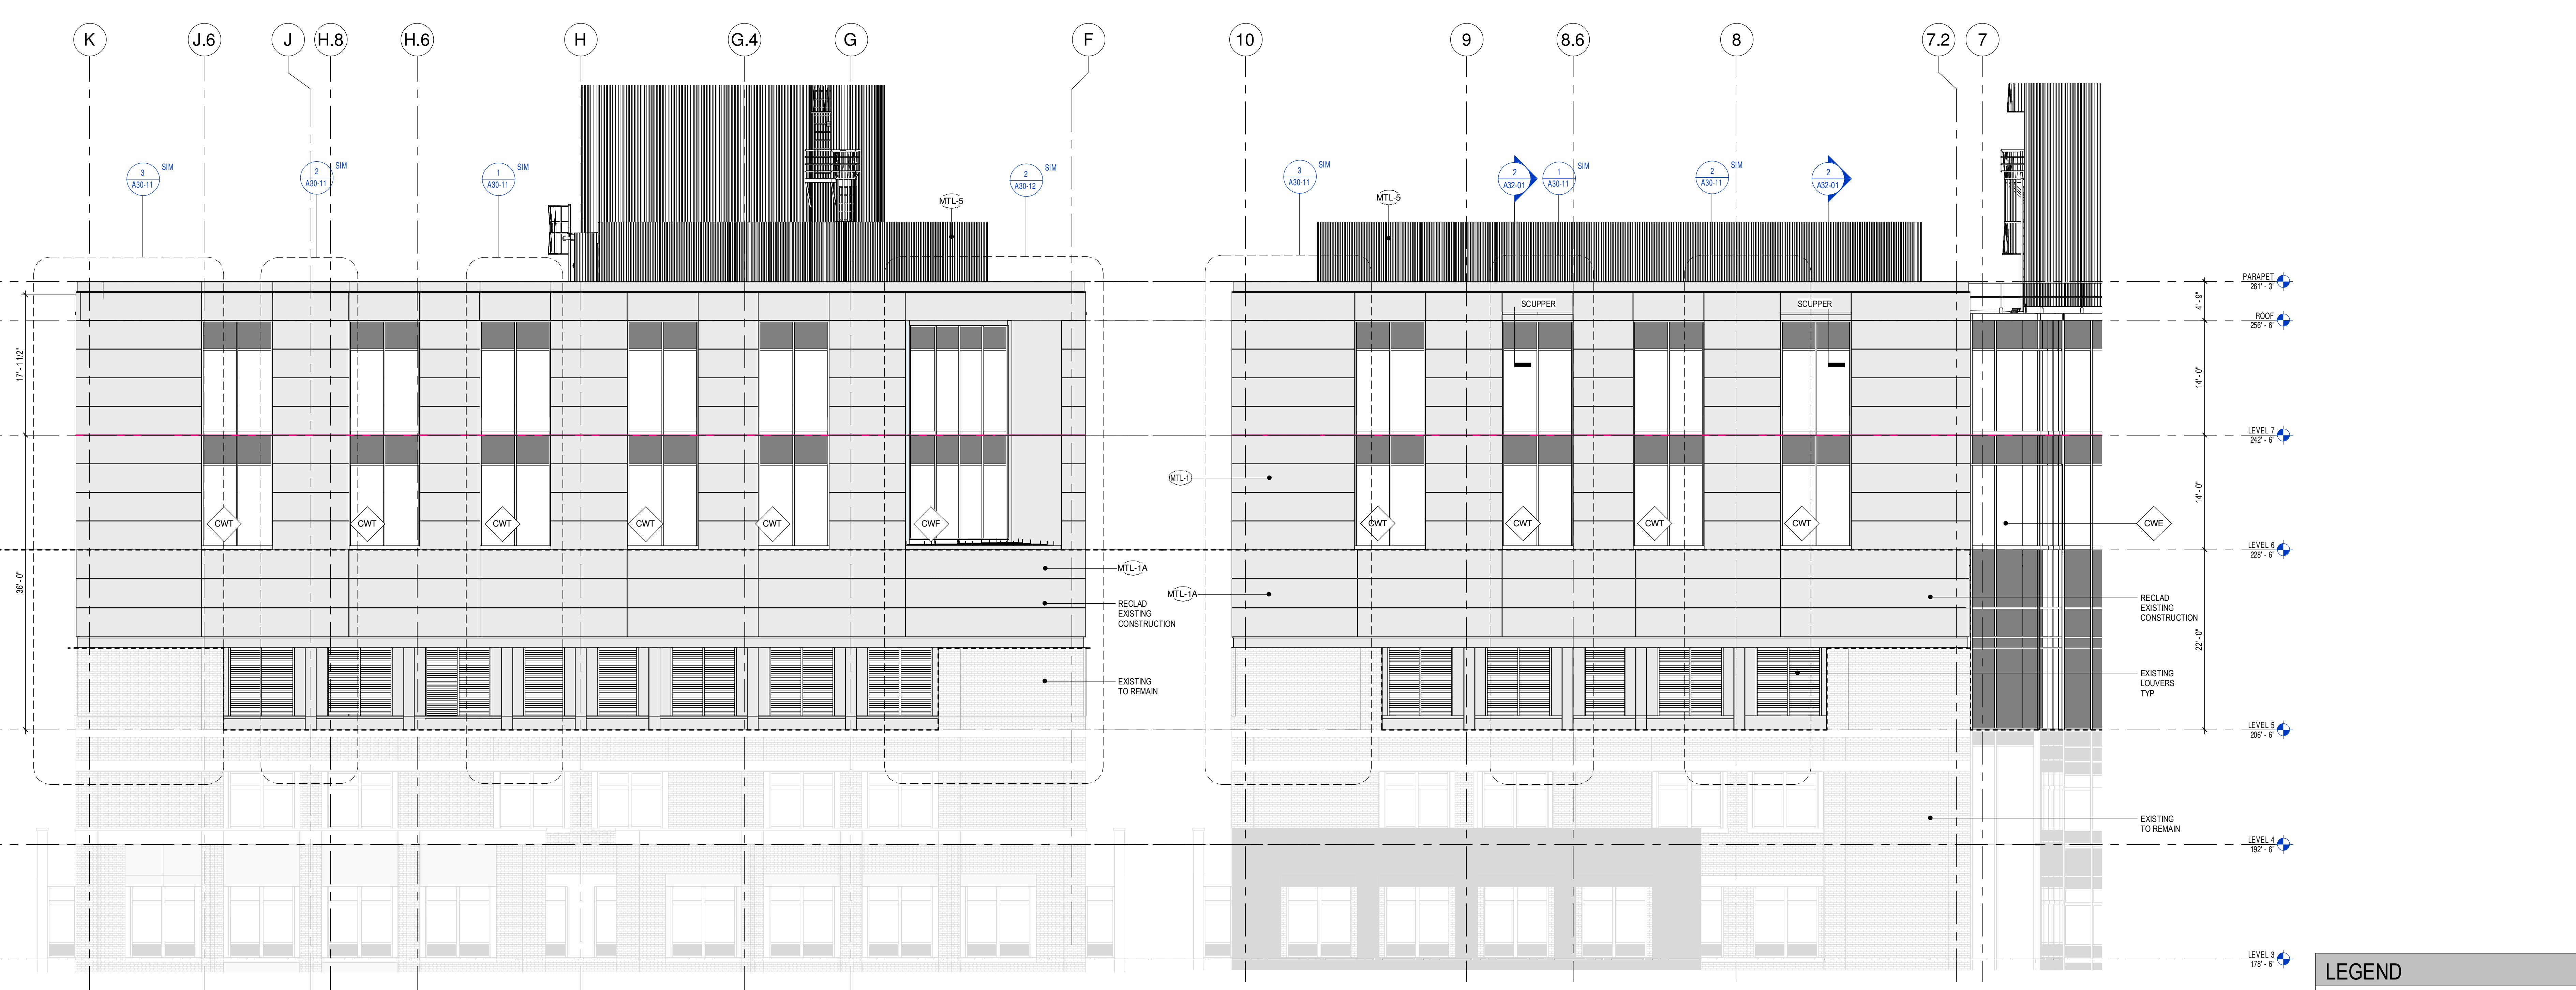 K
J.6
J
H.8
H.6
H
G.4
G
F
10
9
8.6
8
7.2
7
3
A30-11
SIM
2
A30-11
SIM
1
A30-11
SIM
2
A30-12
SIM
3
A30-11
SIM
2
A32-01
1
A30-11
SIM
2
A30-11
SIM
2
A32-01
MTL-5
MTL-5
SCUPPER
SCUPPER
PARAPET
261' - 3"
4' - 9"
ROOF
256' - 6"
17' - 1 1/2"
14' - 0"
LEVEL 7
242' - 6"
MTL-1
14' - 0"
CWT
CWT
CWT
CWT
CWT
CWF
CWT
CWT
CWT
CWT
CWE
LEVEL 6
228' - 6"
36' - 0"
MTL-1A
MTL-1A
RECLAD
EXISTING
CONSTRUCTION
RECLAD
EXISTING
CONSTRUCTION
22' - 0"
EXISTING
TO REMAIN
EXISTING
LOUVERS
TYP
LEVEL 5
206' - 6"
EXISTING
TO REMAIN
LEVEL 4
192' - 6"
LEVEL 3
178' - 6"
LEGEND